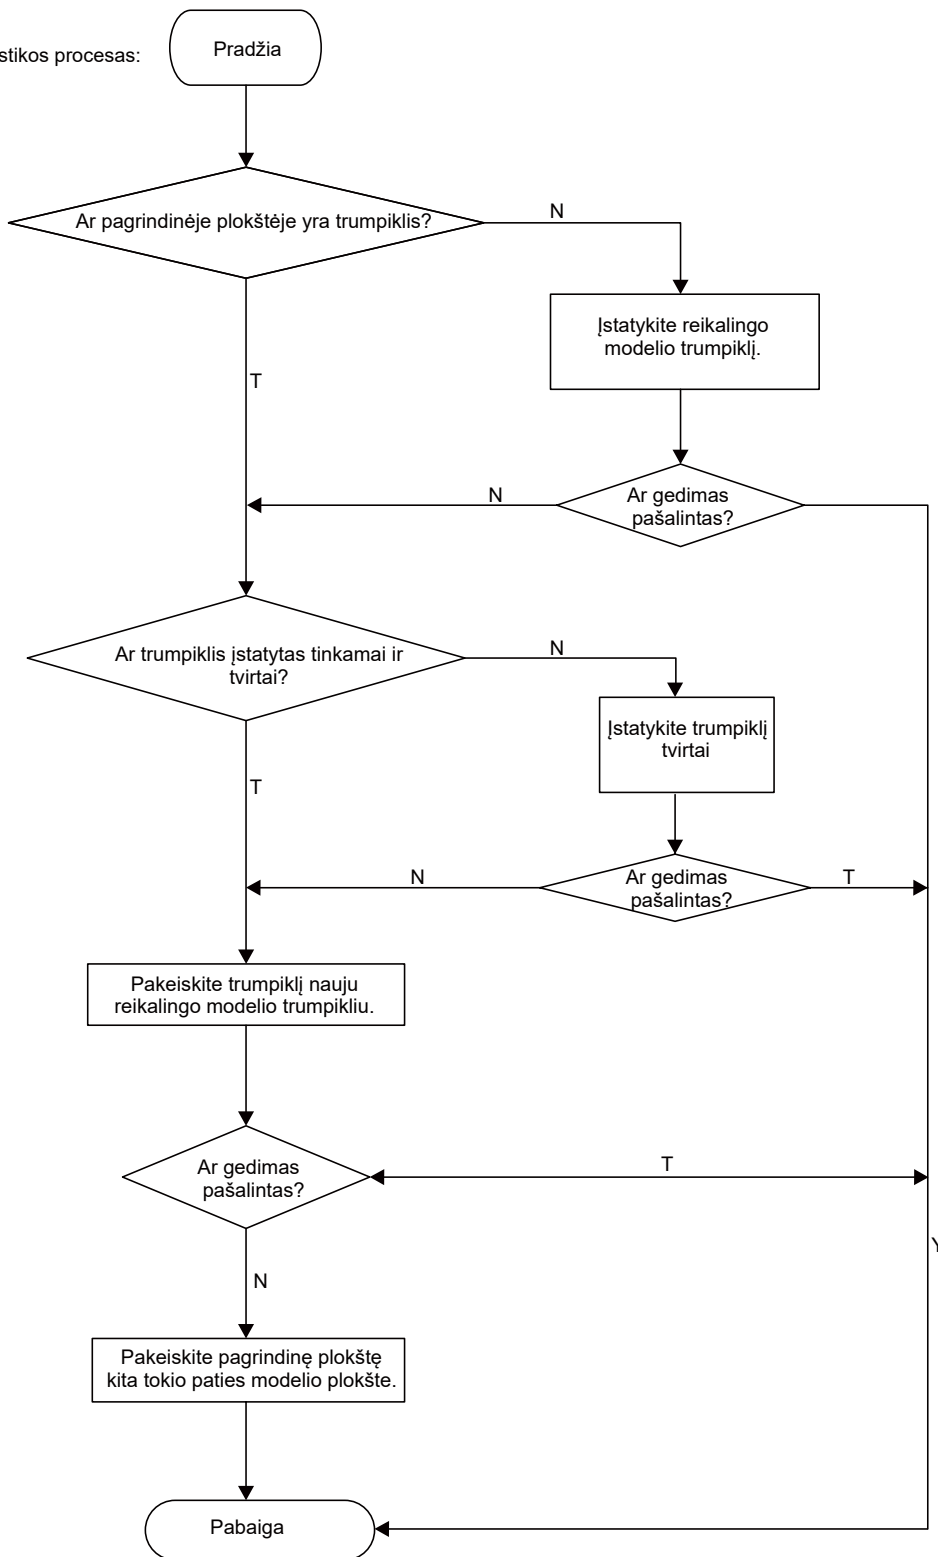 stikos procesas:
Pradžia
Ar pagrindinėje plokštėje yra trumpiklis?
N
Įstatykite reikalingo
modelio trumpiklį.
T
N
Ar gedimas
pašalintas?
Ar trumpiklis įstatytas tinkamai ir
tvirtai?
N
Įstatykite trumpiklį
tvirtai
T
N
Ar gedimas
pašalintas?
T
Pakeiskite trumpiklį nauju
reikalingo modelio trumpikliu.
Ar gedimas
pašalintas?
T
Y
N
Pakeiskite pagrindinę plokštę
kita tokio paties modelio plokšte.
Pabaiga